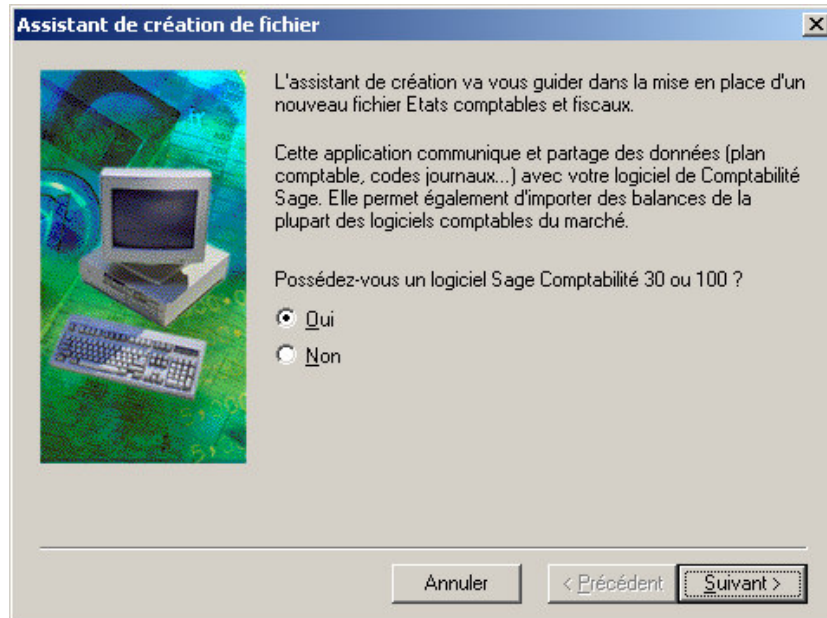 Assistant de création de fichier
L'assistant de création va vous guider dans la mise en place d'un
nouveau fichier Etats comptables et fiscaux.
Cette application communique et partage des données (plan
comptable, codes journaux...) avec votre logiciel de Comptabilité
Sage. Elle permet également d'importer des balances de la
plupart des logiciels comptables du marché.
Possédez-vous un logiciel Sage Comptabilité 30 ou 100 ?
Oui
Non
Annuler
< Précédent
Suivant >